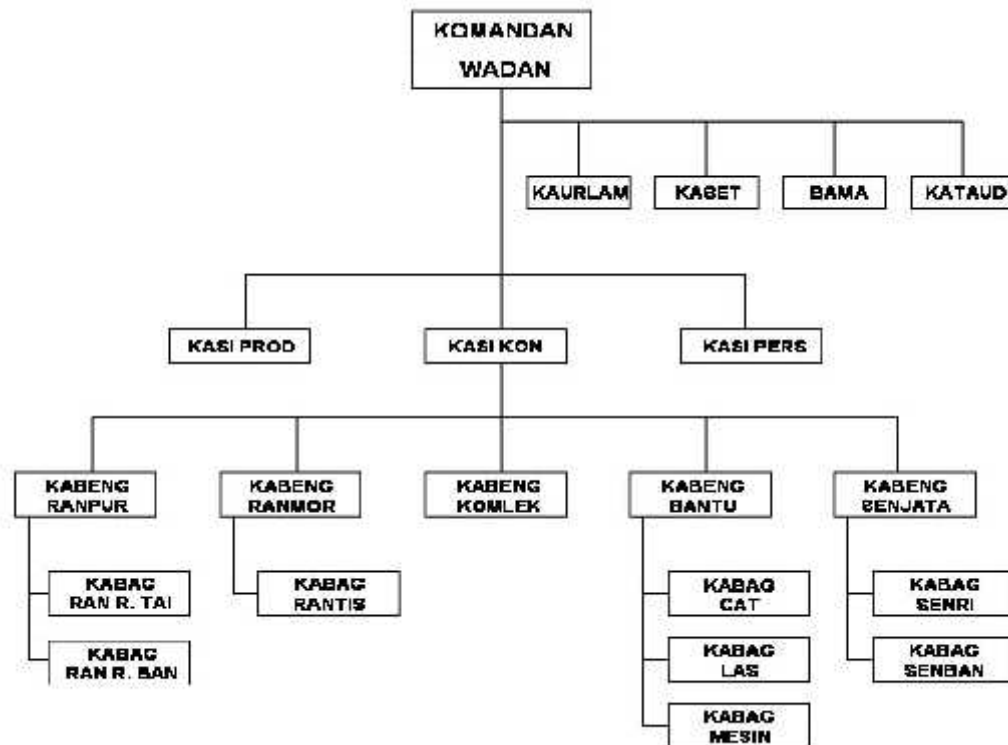 KOMANDAN
WADAN
KAURLAM
KASET
BAMA
KATAUD
KASI PROD
KASI KON
KASI PERS
KABENG
RANPUR
KABENG
RANMOR
KABENG
KOMLEK
KABENG
BANTU
KABENG
SENJATA
KABAG
RAN R. TAI
KABAG
RANTIS
KABAG
CAT
KABAG
SENRI
KABAG
RAN R. BAN
KABAG
LAS
KABAG
SENBAN
KABAG
MESIN